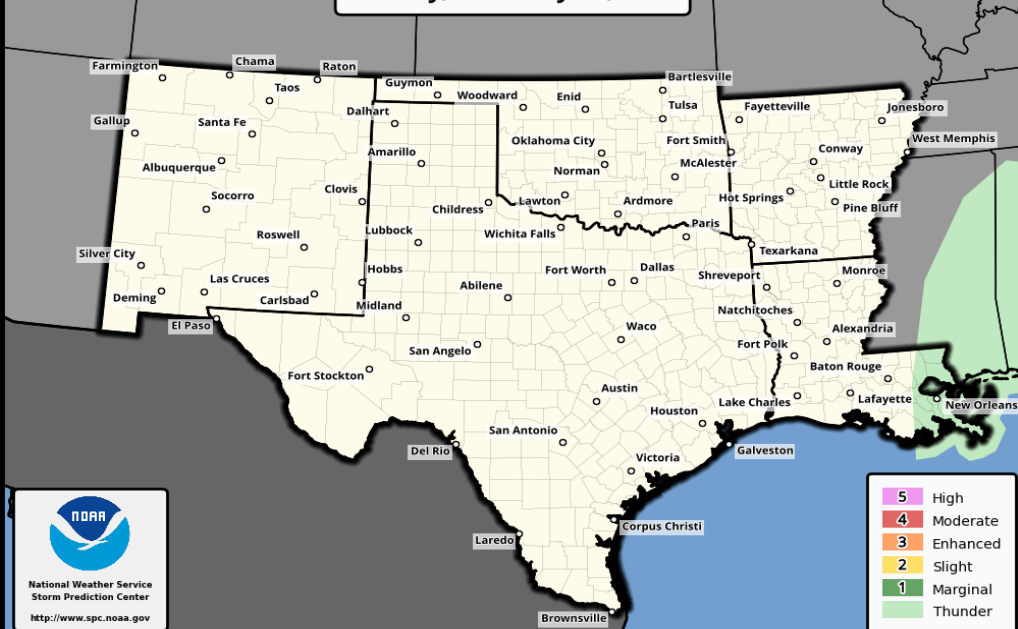 Farmington
Chama
Raton
Taos
Guymon
Woodward
Enid
Bartlesville
Tulsa
Fayetteville
Jonesboro
Gallup
Santa Fe
Dalhart
Oklahoma City
Fort Smith
West Memphis
Albuquerque
Amarillo
Norman
McAlester
Conway
Little Rock
Socorro
Clovis
Childress
Lawton
Ardmore
Hot Springs
Pine Bluff
Roswell
Lubbock
Wichita Falls
Paris
Texarkana
Silver City
Las Cruces
Hobbs
Abilene
Fort Worth
Dallas
Shreveport
Monroe
Deming
Carlsbad
Midland
Natchitoches
El Paso
San Angelo
Waco
Fort Polk
Alexandria
Fort Stockton
Austin
Baton Rouge
Houston
Lake Charles
Lafayette
New Orleans
Del Rio
San Antonio
Galveston
Victoria
Laredo
Corpus Christi
Brownsville
NOAA
National Weather Service
Storm Prediction Center
http://www.spc.noaa.gov
5 High
4 Moderate
3 Enhanced
2 Slight
1 Marginal
Thunder